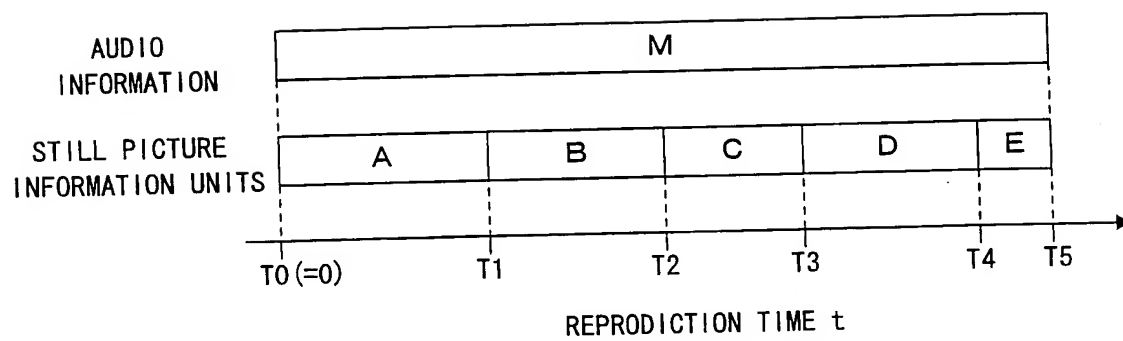 AUDIO
INFORMATION
M
STILL PICTURE
INFORMATION UNITS
A B C D E
T0(=0) T1 T2 T3 T4 T5
REPRODICTION TIME t